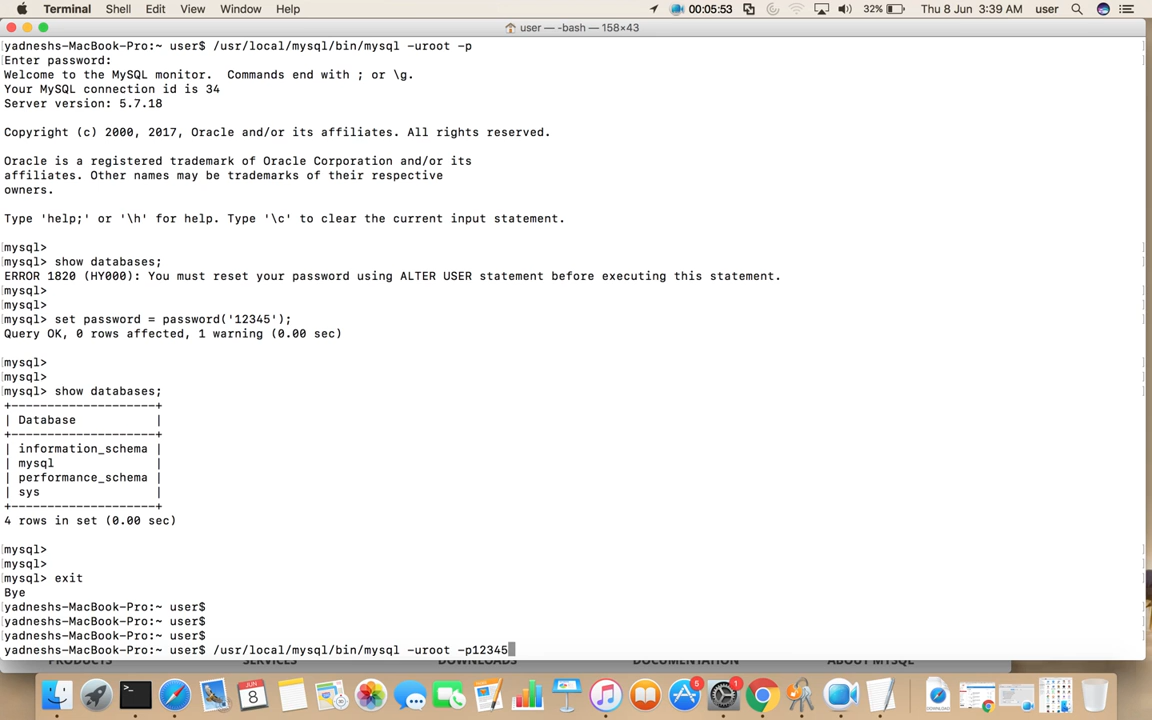 Terminal Shell Edit View Window Help 00:05:53 32% Thu 8 Jun 3:39 AM user
user — -bash — 158×43
yadneshs-MacBook-Pro:~ user$ /usr/local/mysql/bin/mysql -uroot -p
Enter password:
Welcome to the MySQL monitor.  Commands end with ; or \g.
Your MySQL connection id is 34
Server version: 5.7.18
Copyright (c) 2000, 2017, Oracle and/or its affiliates. All rights reserved.
Oracle is a registered trademark of Oracle Corporation and/or its
affiliates. Other names may be trademarks of their respective
owners.
Type 'help;' or '\h' for help. Type '\c' to clear the current input statement.
mysql>
mysql> show databases;
ERROR 1820 (HY000): You must reset your password using ALTER USER statement before executing this statement.
mysql>
mysql>
mysql> set password = password('12345');
Query OK, 0 rows affected, 1 warning (0.00 sec)
mysql>
mysql>
mysql> show databases;
+--------------------+
| Database           |
+--------------------+
| information_schema |
| mysql              |
| performance_schema |
| sys                |
+--------------------+
4 rows in set (0.00 sec)
mysql>
mysql>
mysql> exit
Bye
yadneshs-MacBook-Pro:~ user$
yadneshs-MacBook-Pro:~ user$
yadneshs-MacBook-Pro:~ user$
yadneshs-MacBook-Pro:~ user$ /usr/local/mysql/bin/mysql -uroot -p12345
PRODUCTS SERVICES DOWNLOADS DOCUMENTATION ABOUT MYSQL